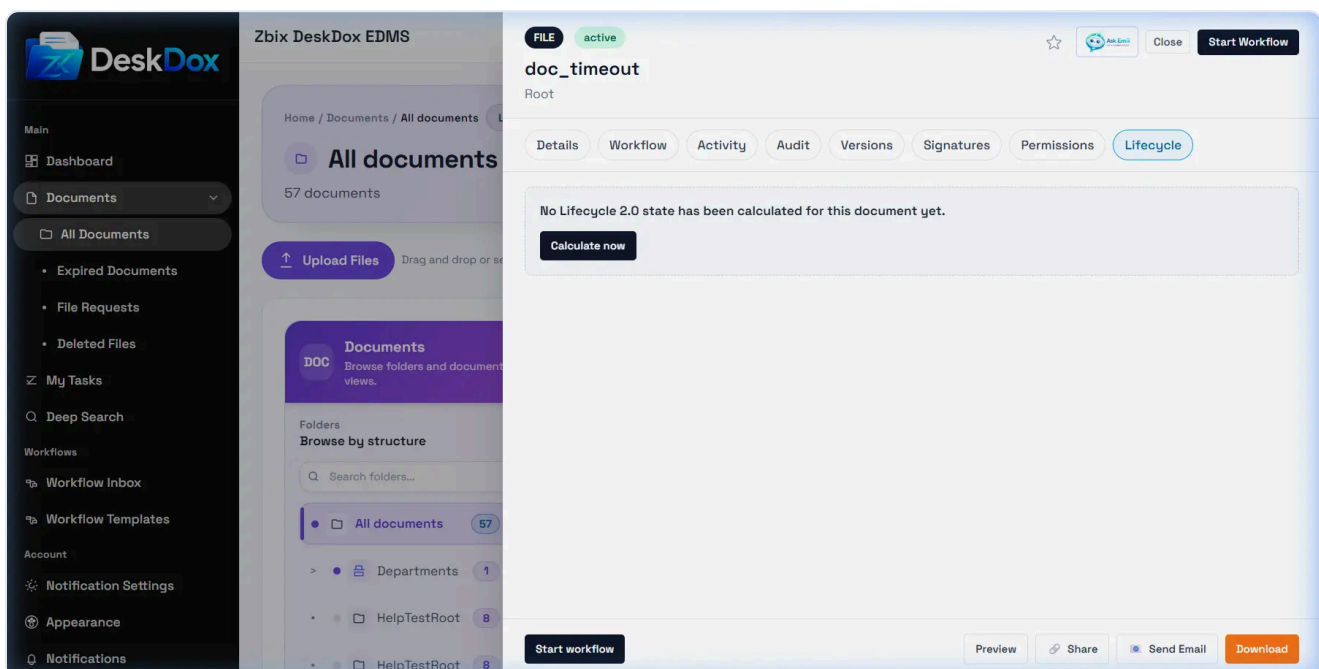 DeskDox
Main
Dashboard
Documents
All Documents
Expired Documents
File Requests
Deleted Files
My Tasks
Deep Search
Workflows
Workflow Inbox
Workflow Templates
Account
Notification Settings
Appearance
Notifications
Zbix DeskDox EDMS
Home / Documents / All documents
All documents
57 documents
Upload Files
Drag and drop or se
DOC
Documents
Browse folders and document
views.
Folders
Browse by structure
Search folders...
All documents 57
Departments 1
HelpTestRoot 8
HelpTestRoot 8
FILE active
Ask Emii Close Start Workflow
doc_timeout
Root
Details Workflow Activity Audit Versions Signatures Permissions Lifecycle
No Lifecycle 2.0 state has been calculated for this document yet.
Calculate now
Start workflow Preview Share Send Email Download